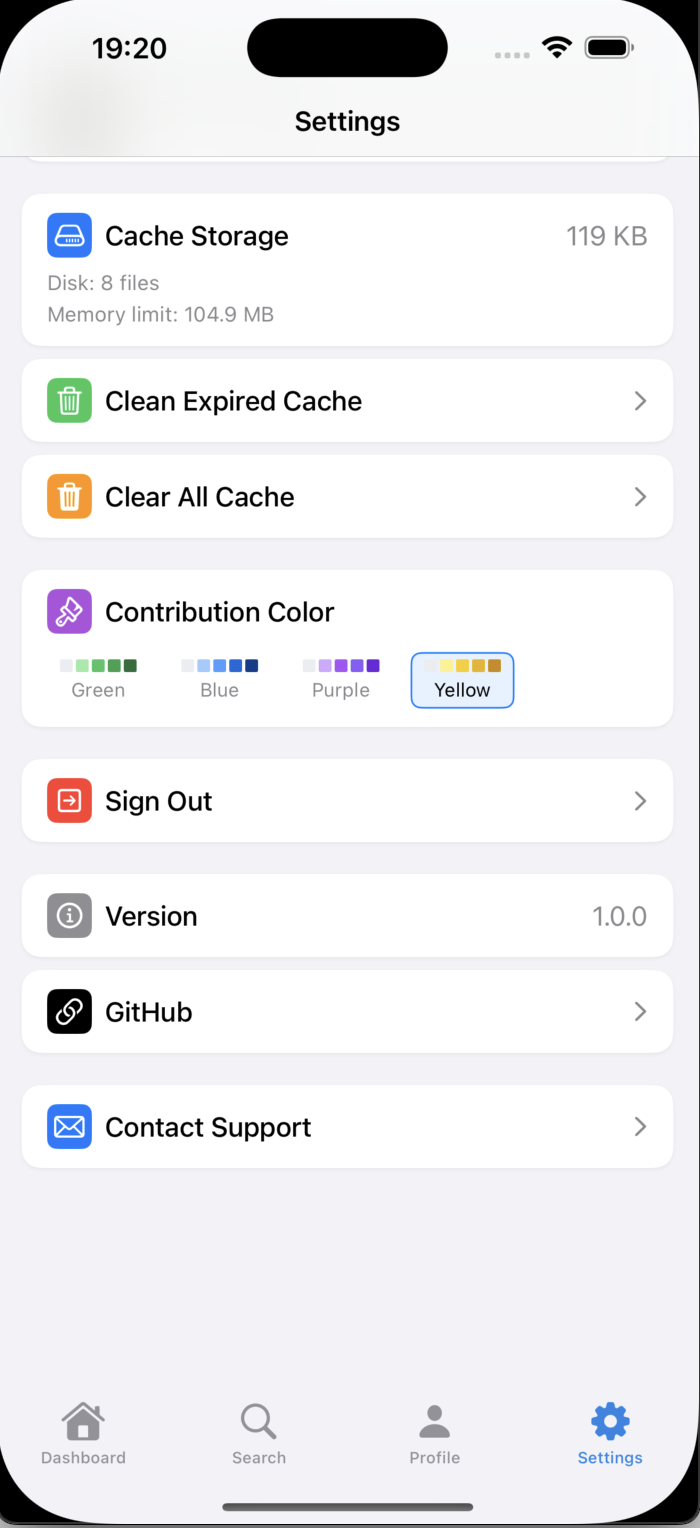 19:20
Settings
Cache Storage 119 KB
Disk: 8 files
Memory limit: 104.9 MB
Clean Expired Cache
Clear All Cache
Contribution Color
Green Blue Purple Yellow
Sign Out
Version 1.0.0
GitHub
Contact Support
Dashboard Search Profile Settings